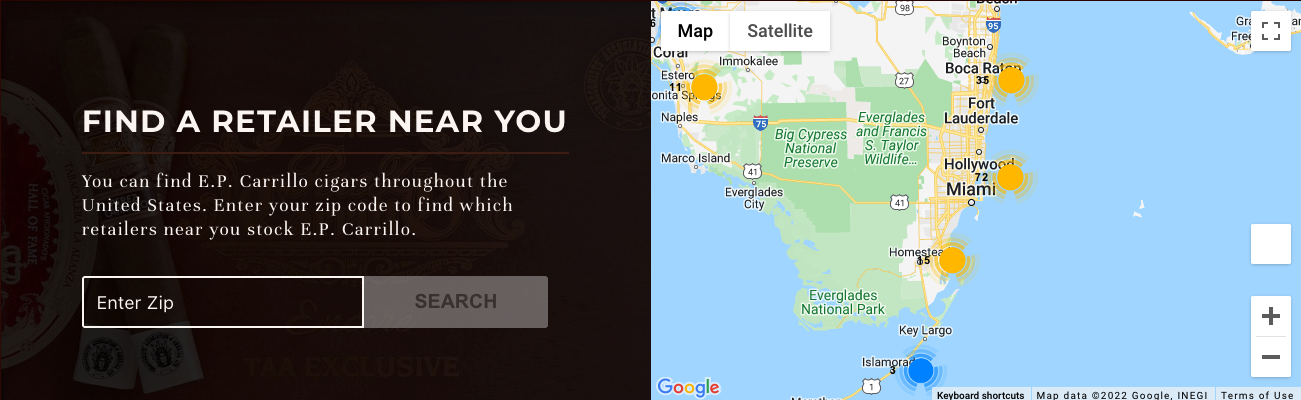 FIND A RETAILER NEAR YOU
You can find E.P. Carrillo cigars throughout the
United States. Enter your zip code to find which
retailers near you stock E.P. Carrillo.
Enter Zip
SEARCH
TAA EXCLUSIVE
HALL OF FAME
Map
Satellite
98
95
Coral
Boynton
Beach
Immokalee
Estero
11
Boca Raton
35
27
Naples
75
Fort
Lauderdale
Big Cypress
National
Preserve
Everglades
and Francis
S. Taylor
Wildlife...
Marco Island
41
Hollywood
72
Miami
Everglades
City
41
Homestead
15
Everglades
National Park
Key Largo
Islamorada
3
1
Google
Keyboard shortcuts
Map data ©2022 Google, INEGI
Terms of Use